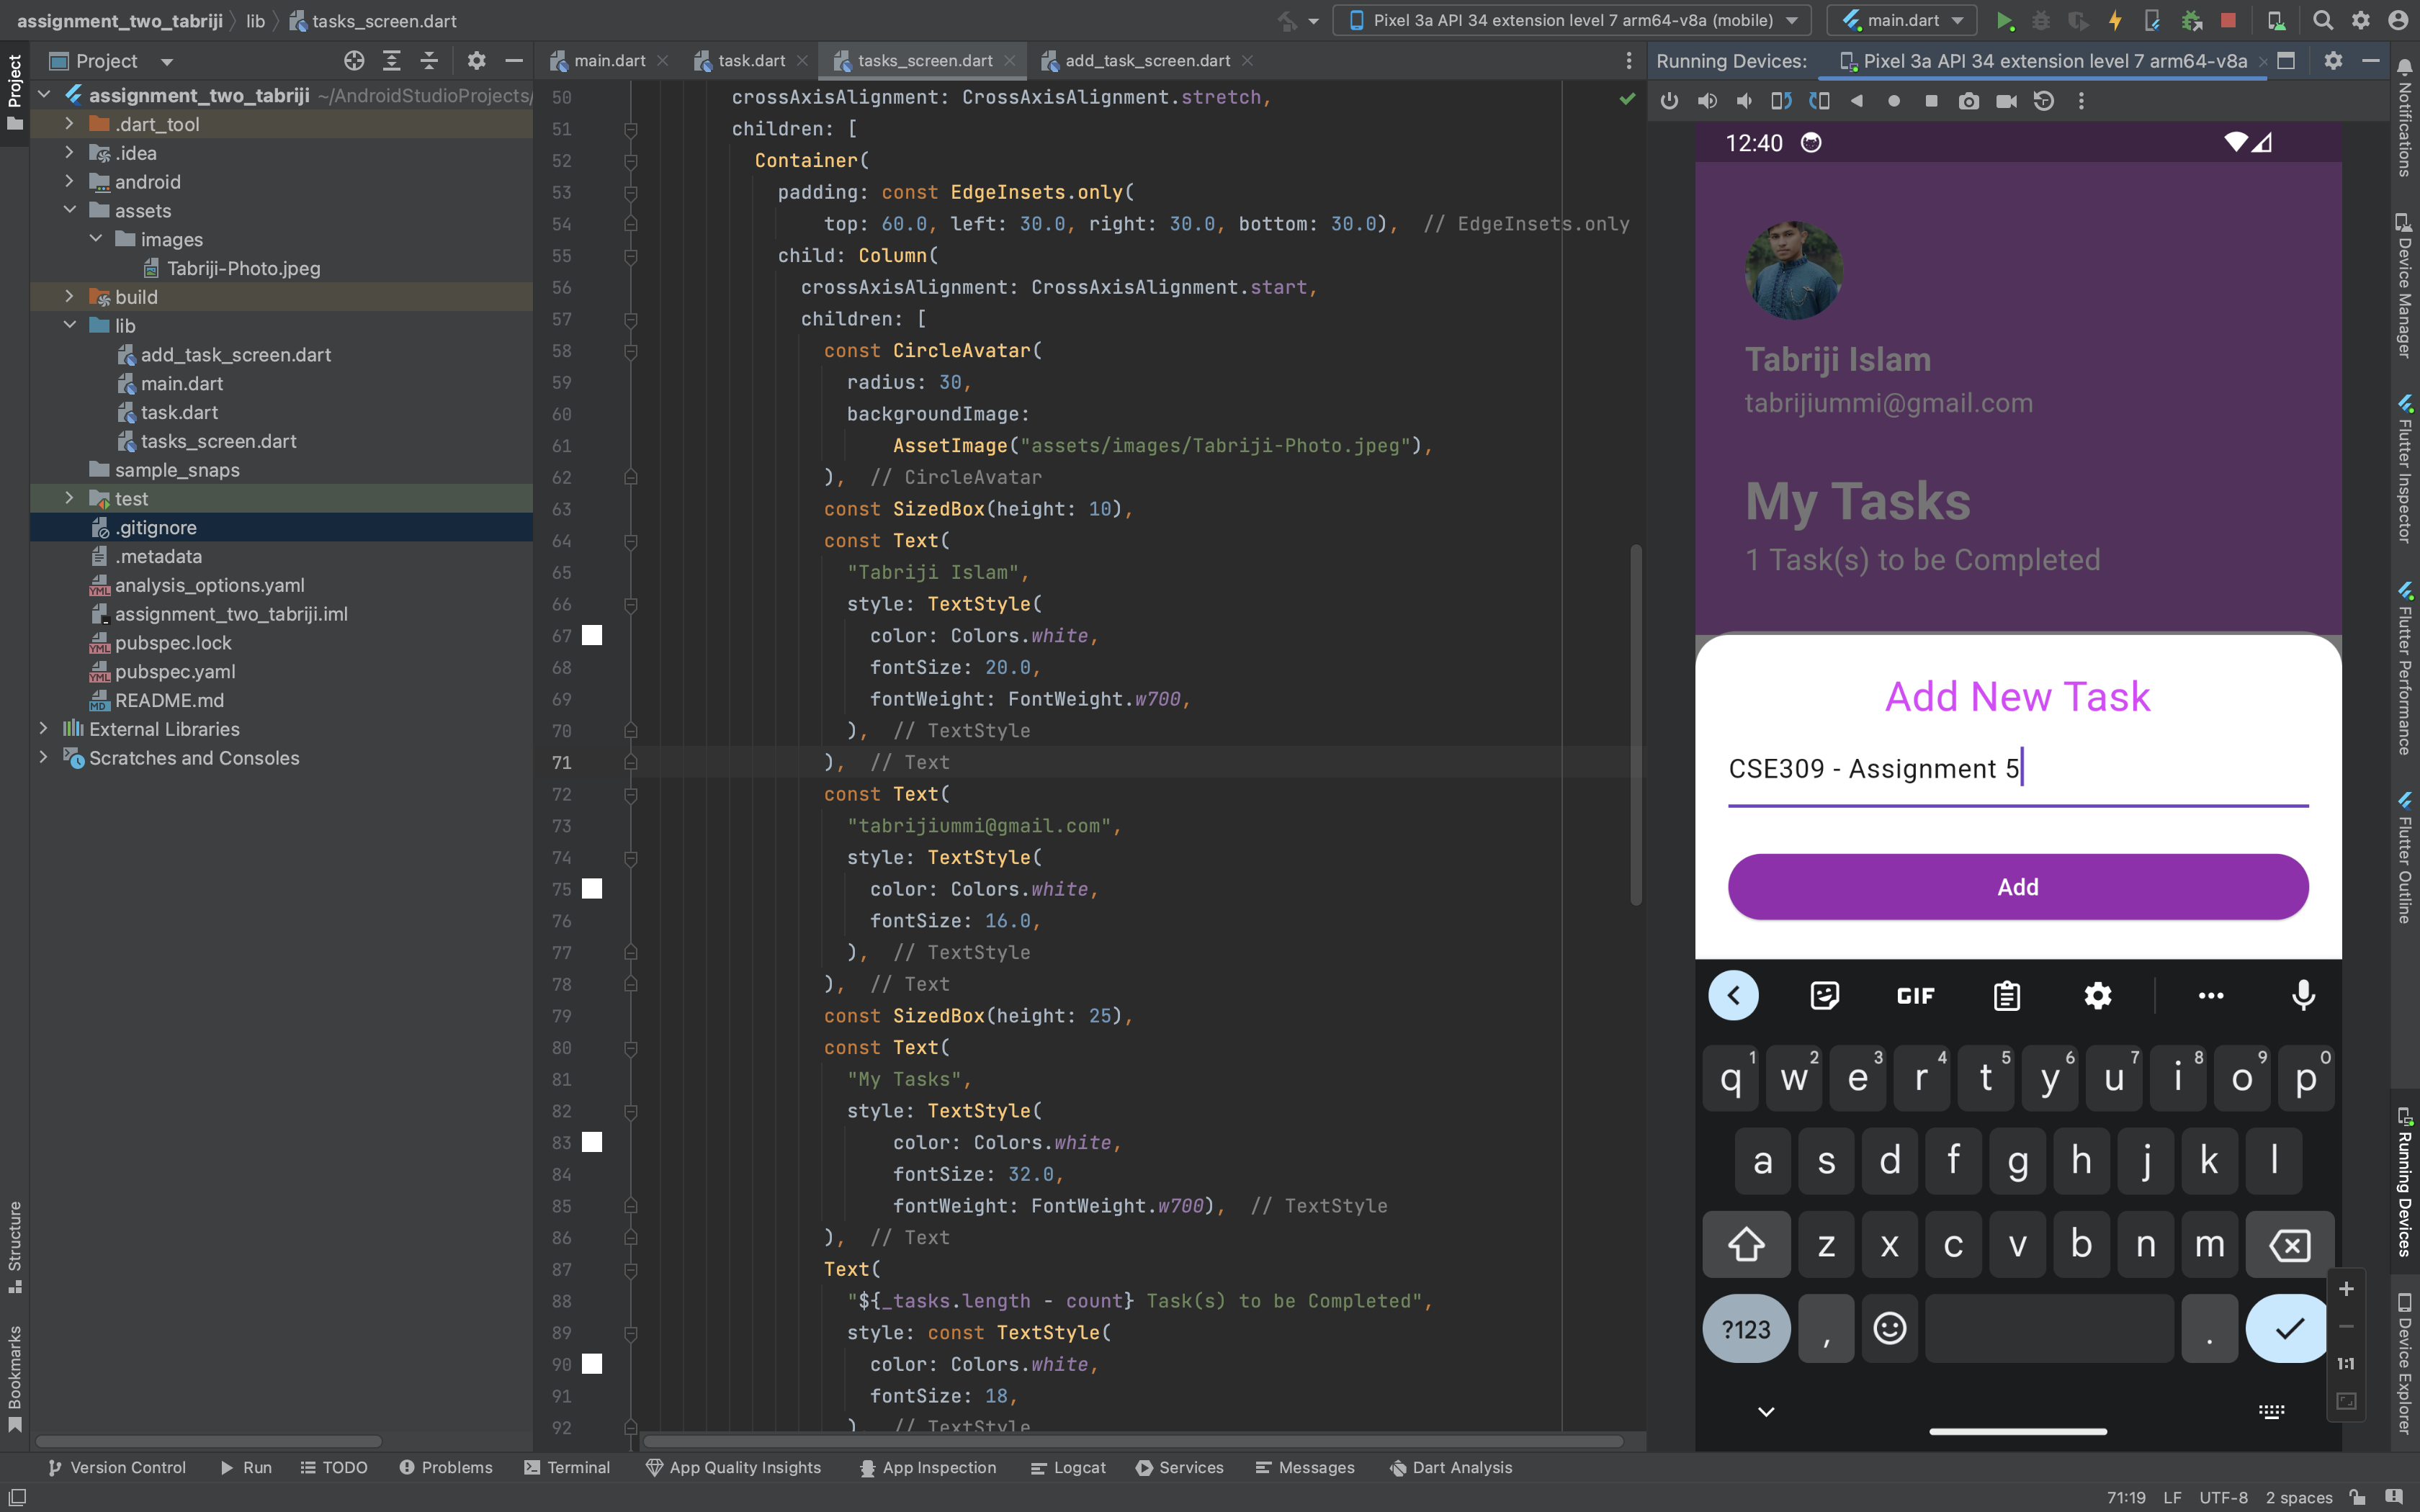 assignment_two_tabriji lib tasks_screen.dart
Pixel 3a API 34 extension level 7 arm64-v8a (mobile) main.dart
Project
main.dart task.dart tasks_screen.dart add_task_screen.dart
Running Devices: Pixel 3a API 34 extension level 7 arm64-v8a
Project
assignment_two_tabriji ~/AndroidStudioProjects/
.dart_tool
.idea
android
assets
images
Tabriji-Photo.jpeg
build
lib
add_task_screen.dart
main.dart
task.dart
tasks_screen.dart
sample_snaps
test
.gitignore
.metadata
analysis_options.yaml
assignment_two_tabriji.iml
pubspec.lock
pubspec.yaml
README.md
External Libraries
Scratches and Consoles
Structure
Bookmarks
50 crossAxisAlignment: CrossAxisAlignment.stretch,
51 children: [
52 Container(
53 padding: const EdgeInsets.only(
54 top: 60.0, left: 30.0, right: 30.0, bottom: 30.0), // EdgeInsets.only
55 child: Column(
56 crossAxisAlignment: CrossAxisAlignment.start,
57 children: [
58 const CircleAvatar(
59 radius: 30,
60 backgroundImage:
61 AssetImage("assets/images/Tabriji-Photo.jpeg"),
62 ), // CircleAvatar
63 const SizedBox(height: 10),
64 const Text(
65 "Tabriji Islam",
66 style: TextStyle(
67 color: Colors.white,
68 fontSize: 20.0,
69 fontWeight: FontWeight.w700,
70 ), // TextStyle
71 ), // Text
72 const Text(
73 "tabrijiummi@gmail.com",
74 style: TextStyle(
75 color: Colors.white,
76 fontSize: 16.0,
77 ), // TextStyle
78 ), // Text
79 const SizedBox(height: 25),
80 const Text(
81 "My Tasks",
82 style: TextStyle(
83 color: Colors.white,
84 fontSize: 32.0,
85 fontWeight: FontWeight.w700), // TextStyle
86 ), // Text
87 Text(
88 "${_tasks.length - count} Task(s) to be Completed",
89 style: const TextStyle(
90 color: Colors.white,
91 fontSize: 18,
92 ) // TextStyle
12:40
Tabriji Islam
tabrijiummi@gmail.com
My Tasks
1 Task(s) to be Completed
Add New Task
CSE309 - Assignment 5
Add
GIF
q1 w2 e3 r4 t5 y6 u7 i8 o9 p0
a s d f g h j k l
z x c v b n m
?123 , .
1:1
Notifications
Device Manager
Flutter Inspector
Flutter Performance
Flutter Outline
Running Devices
Device Explorer
Version Control Run TODO Problems Terminal App Quality Insights App Inspection Logcat Services Messages Dart Analysis
71:19 LF UTF-8 2 spaces